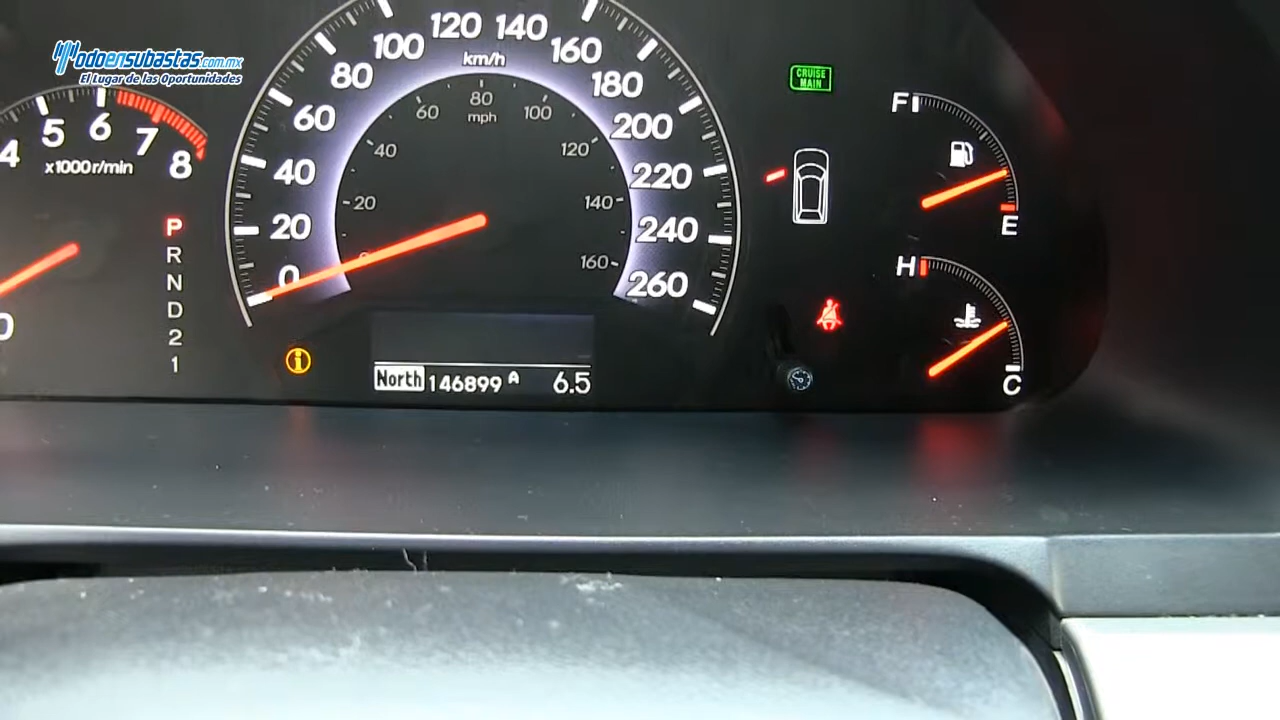 Todoensubastas.com.mx
El Lugar de las Oportunidades
4 5 6 7 8
x1000r/min
0
P
R
N
D
2
1
0 20 40 60 80 100 120 140 160 180 200 220 240 260
km/h
20 40 60 80 100 120 140 160
mph
North 146899 A 6.5
CRUISE
MAIN
F
E
H
C